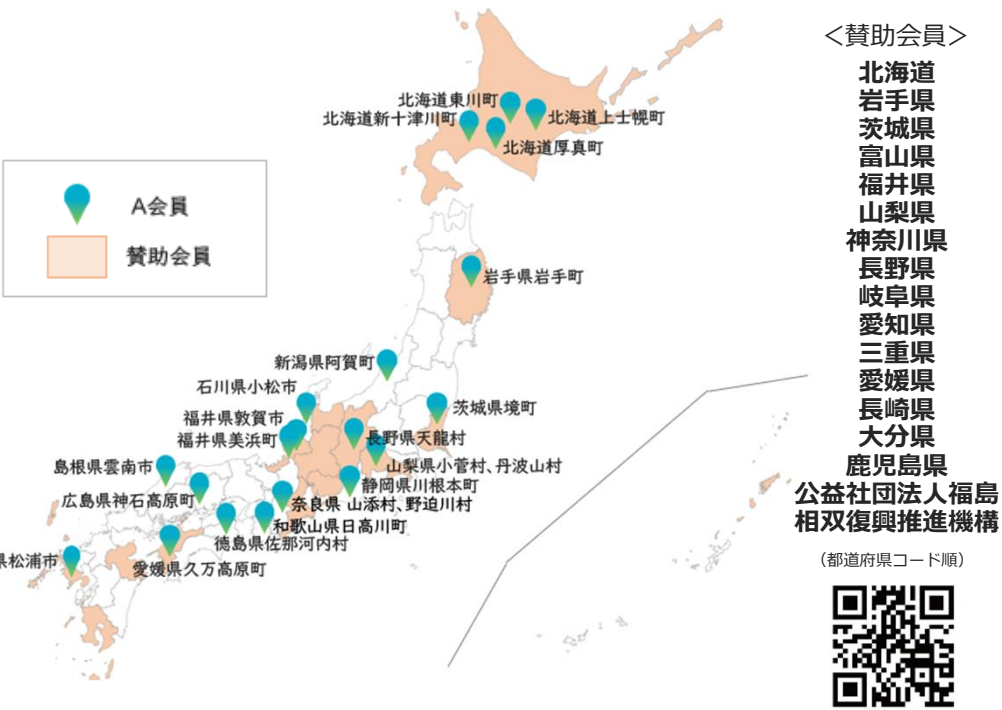 ＜賛助会員＞
北海道
岩手県
茨城県
富山県
福井県
山梨県
神奈川県
長野県
岐阜県
愛知県
三重県
愛媛県
長崎県
大分県
鹿児島県
公益社団法人福島
相双復興推進機構
（都道府県コード順）
A会員
賛助会員
北海道東川町
北海道新十津川町
北海道上士幌町
北海道厚真町
岩手県岩手町
新潟県阿賀町
石川県小松市
茨城県境町
福井県敦賀市
福井県美浜町
長野県天龍村
島根県雲南市
山梨県小菅村、丹波山村
静岡県川根本町
広島県神石高原町
奈良県 山添村、野迫川村
和歌山県日高川町
徳島県佐那河内村
県松浦市
愛媛県久万高原町